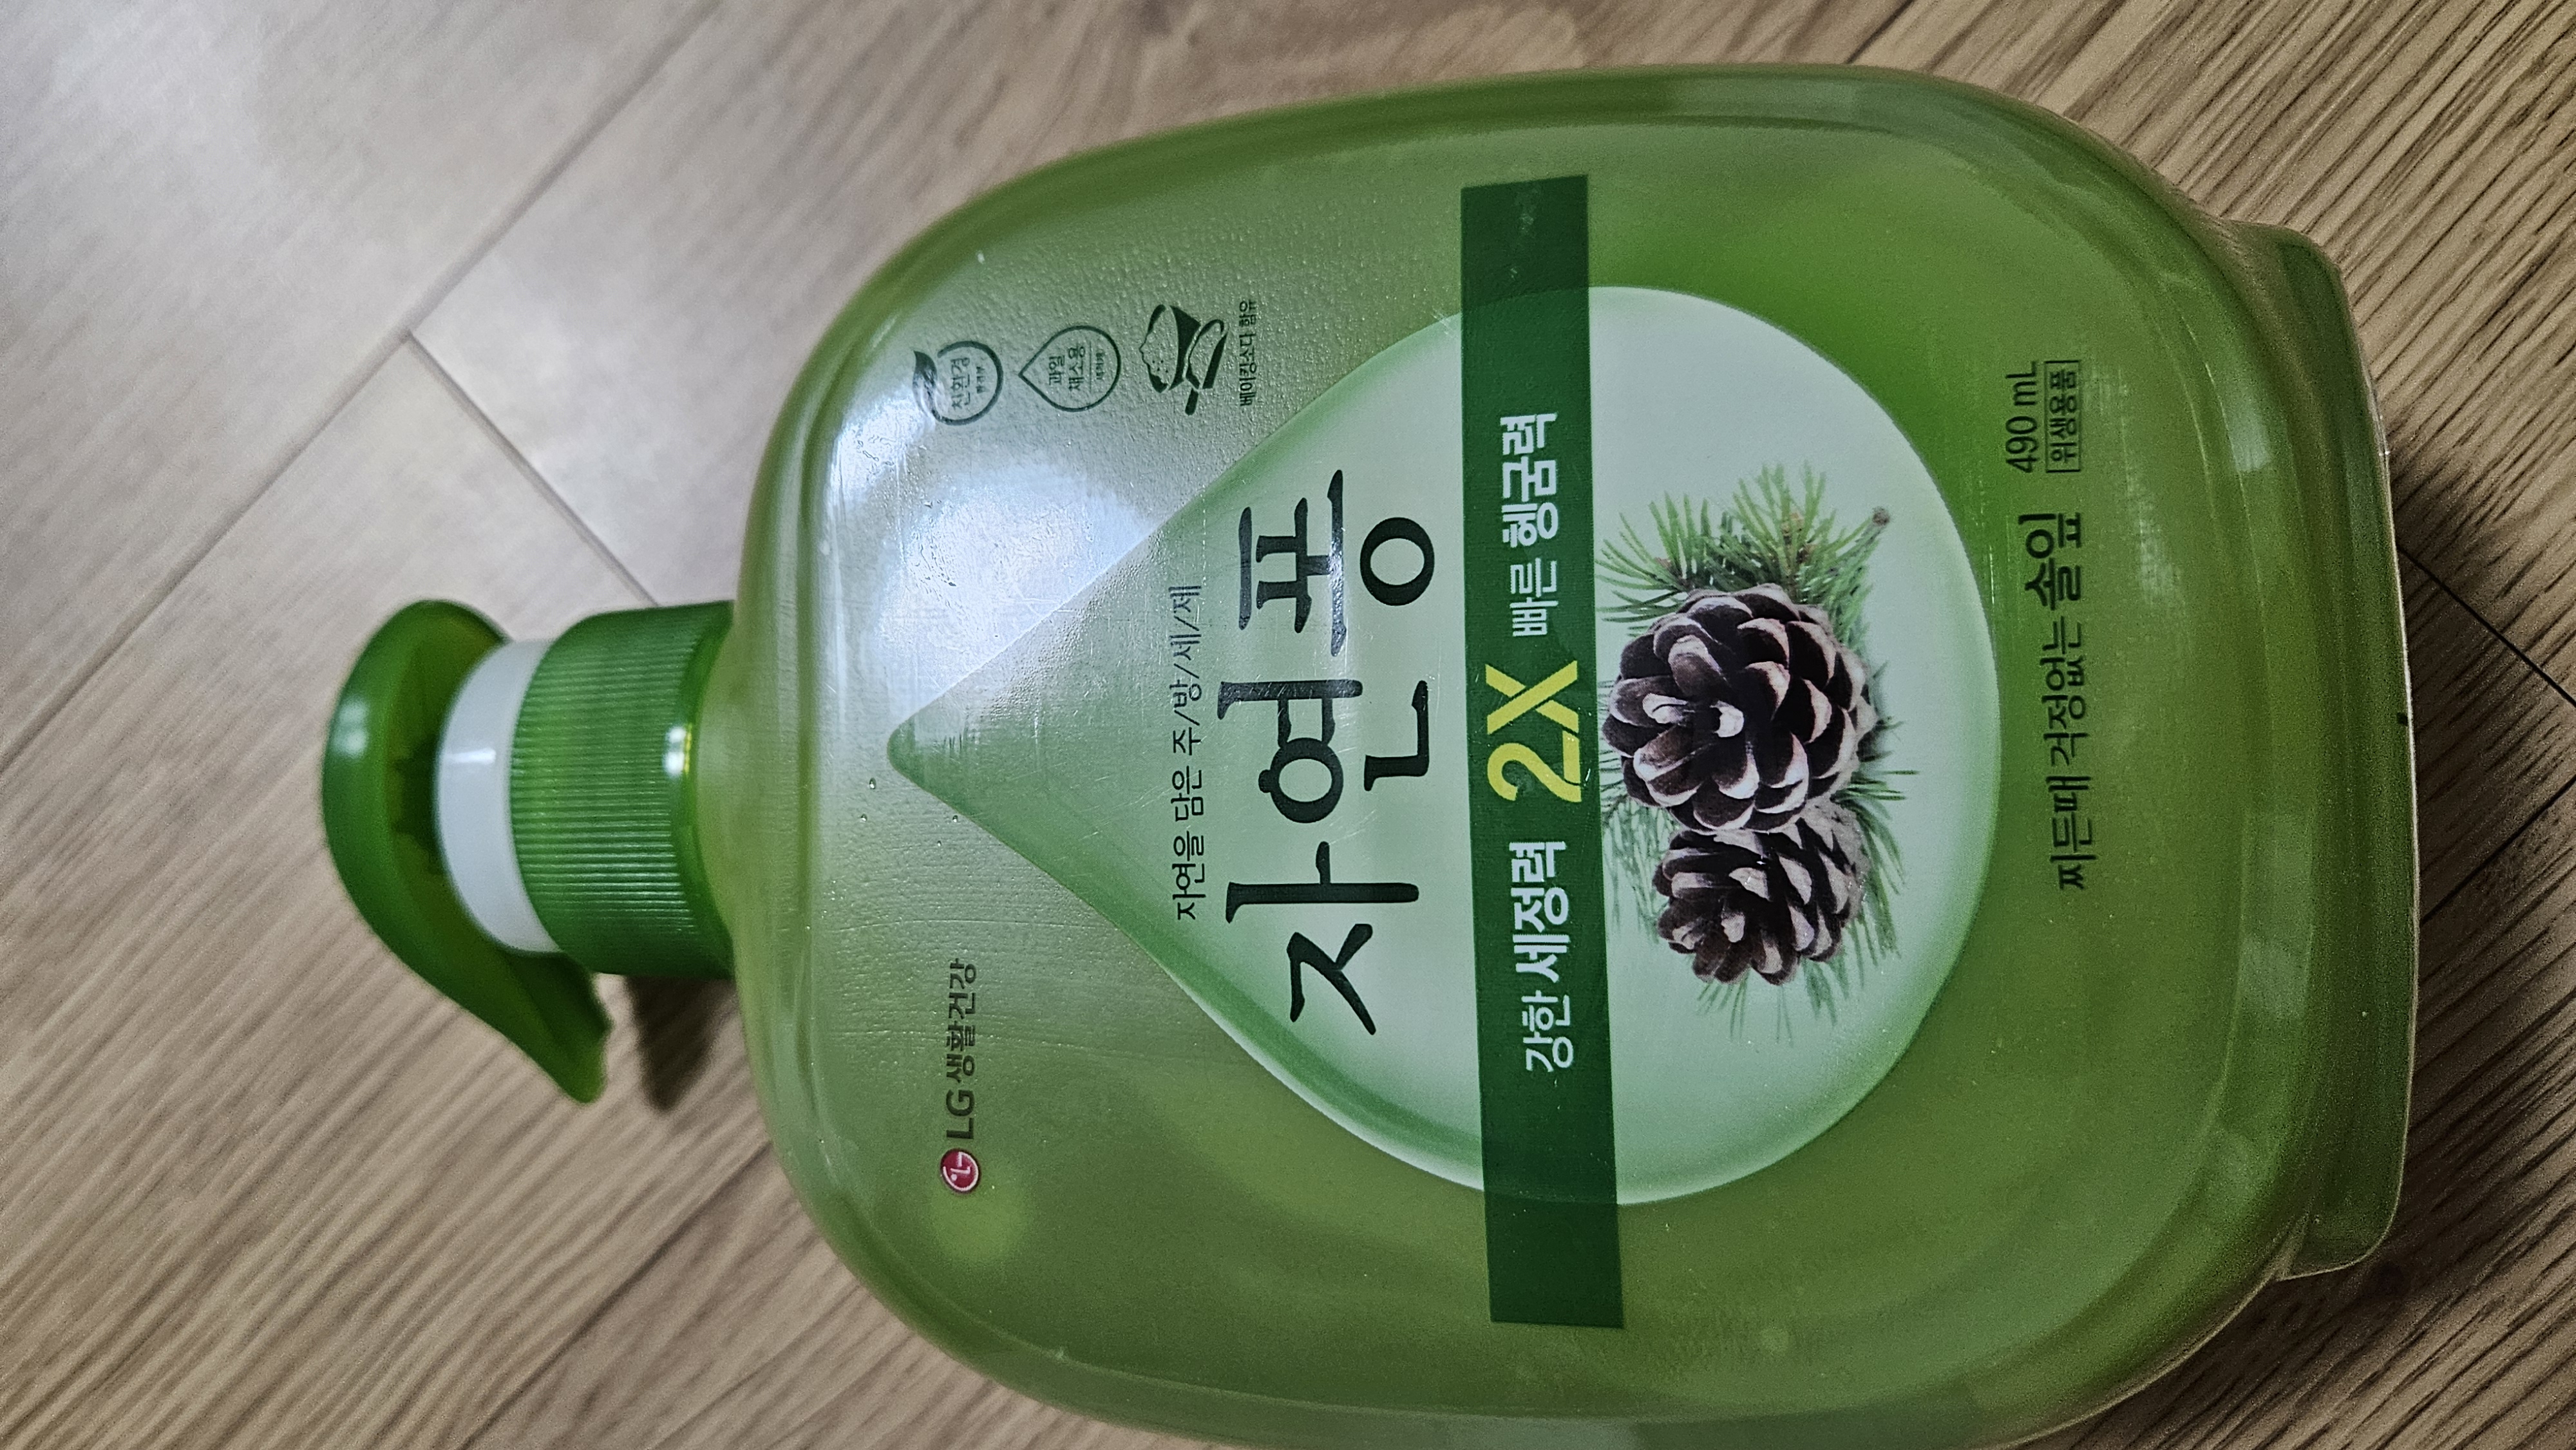 LG생활건강
친환경
과일
채소용
베이킹소다 함유
자연을 담은 주/방/세/제
자연퐁
강한 세정력 2X 빠른 헹굼력
찌든때 걱정없는 솔잎 490 mL
위생용품